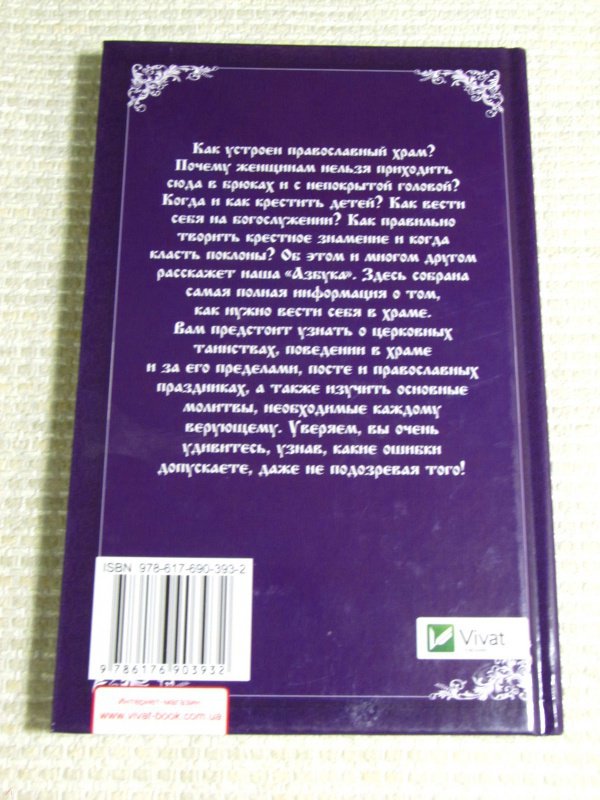 Как устроен православный храм?
Почему женщинам нельзя приходить
сюда в брюках и с непокрытой головой?
Когда и как крестить детей? Как вести
себя на богослужении? Как правильно
творить крестное знамение и когда
класть поклоны? Об этом и многом другом
расскажет наша «Азбука». Здесь собрана
самая полная информация о том,
как нужно вести себя в храме.
Вам предстоит узнать о церковных
таинствах, поведении в храме
и за его пределами, посте и православных
праздниках, а также изучить основные
молитвы, необходимые каждому
верующему. Уверяем, вы очень
удивитесь, узнав, какие ошибки
допускаете, даже не подозревая того!
ISBN 978-617-690-393-2
9 786176 903932
Vivat
Интернет-магазин
www.vivat-book.com.ua